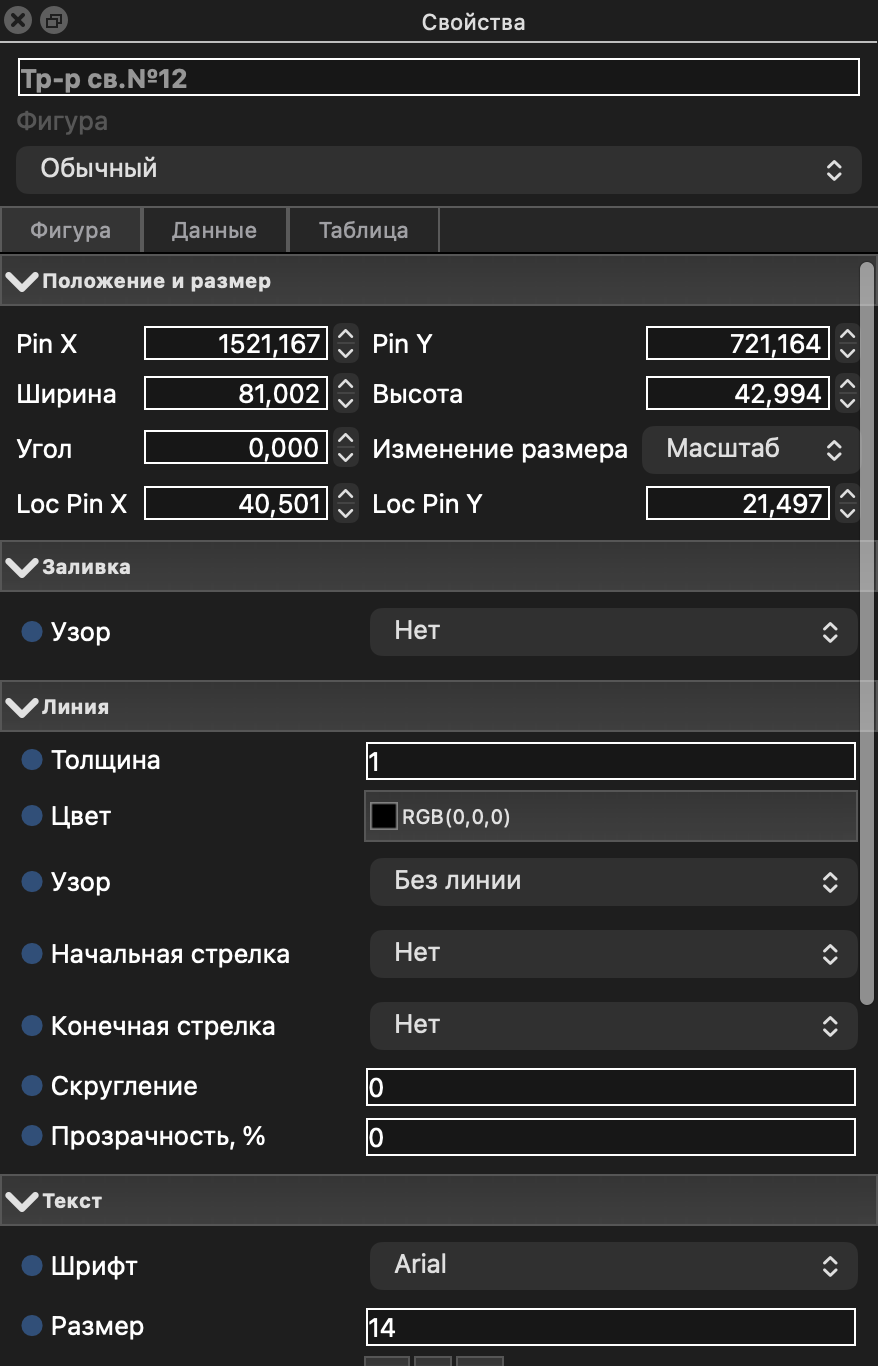 Свойства
Тр-р св.№12
Фигура
Обычный
Фигура Данные Таблица
Положение и размер
Pin X 1521,167 Pin Y 721,164
Ширина 81,002 Высота 42,994
Угол 0,000 Изменение размера Масштаб
Loc Pin X 40,501 Loc Pin Y 21,497
Заливка
Узор Нет
Линия
Толщина 1
Цвет RGB(0,0,0)
Узор Без линии
Начальная стрелка Нет
Конечная стрелка Нет
Скругление 0
Прозрачность, % 0
Текст
Шрифт Arial
Размер 14